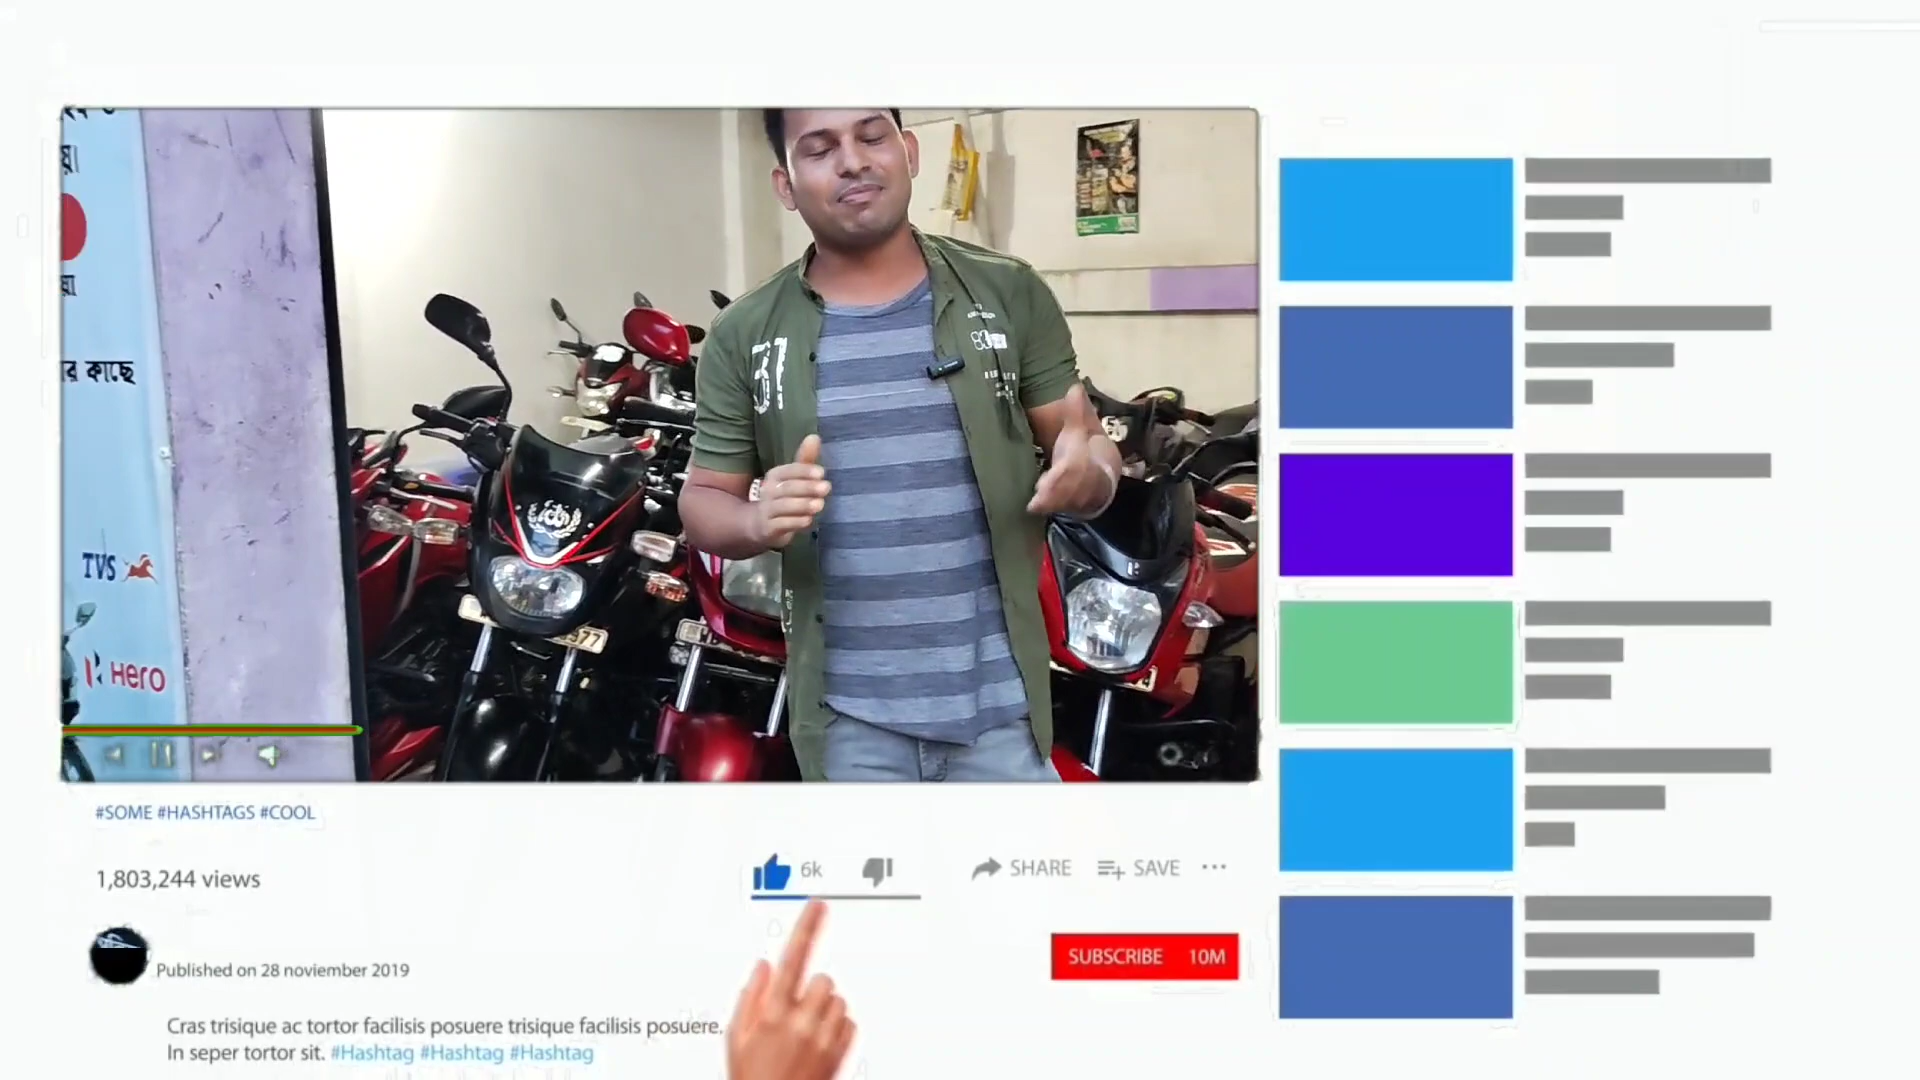 র কাছে
TVS
Hero
#SOME #HASHTAGS #COOL
1,803,244 views
6k
SHARE
SAVE
SUBSCRIBE 10M
Published on 28 noviember 2019
Cras trisique ac tortor facilisis posuere trisique facilisis posuere.
In seper tortor sit. #Hashtag #Hashtag #Hashtag